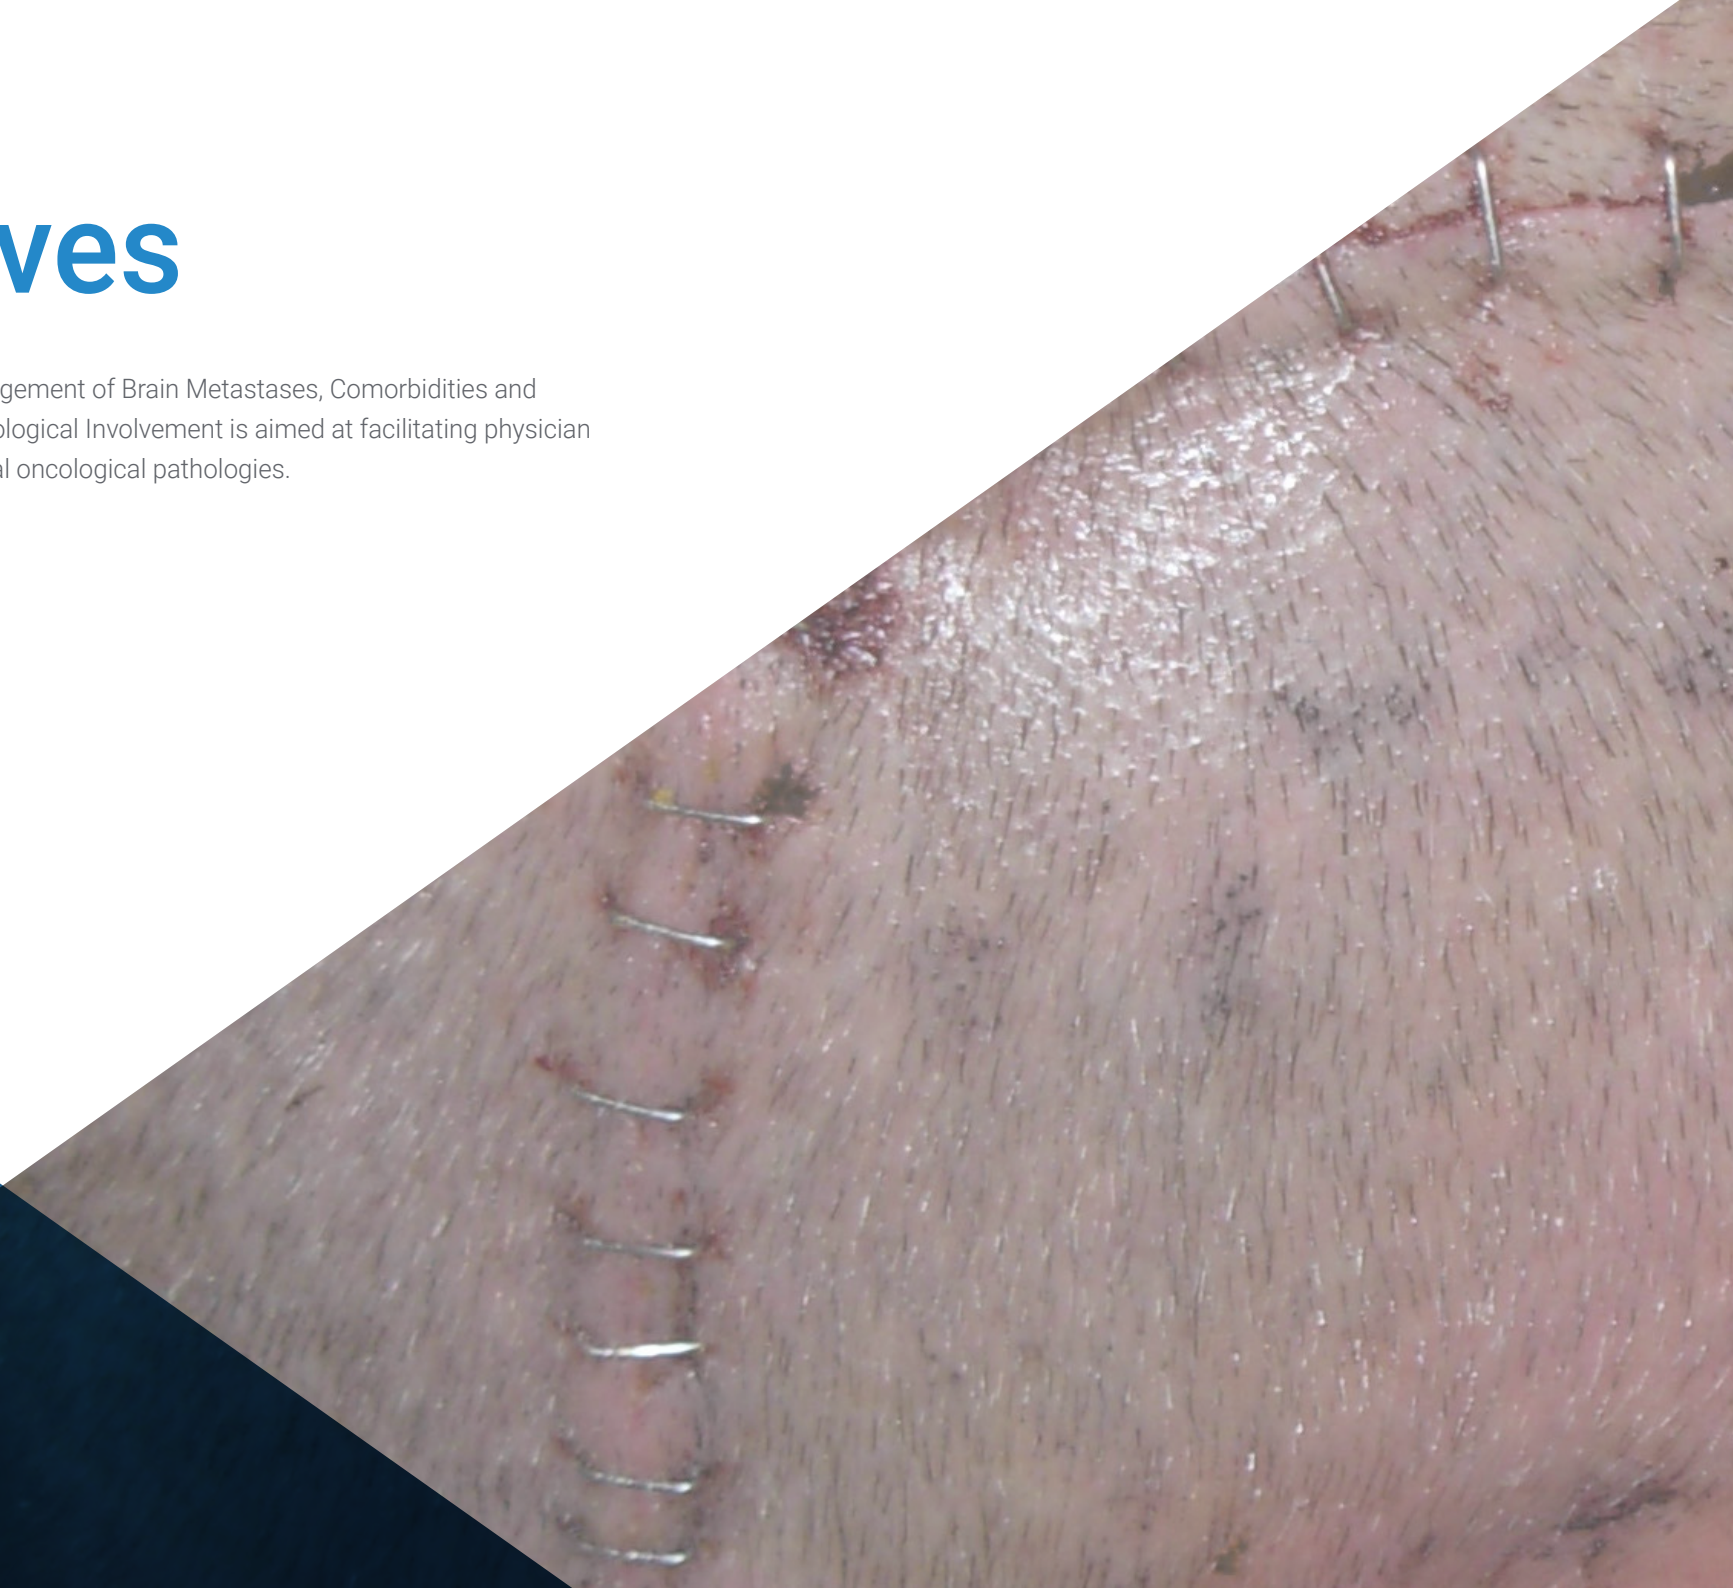 ves
gement of Brain Metastases, Comorbidities and
ological Involvement is aimed at facilitating physician
al oncological pathologies.